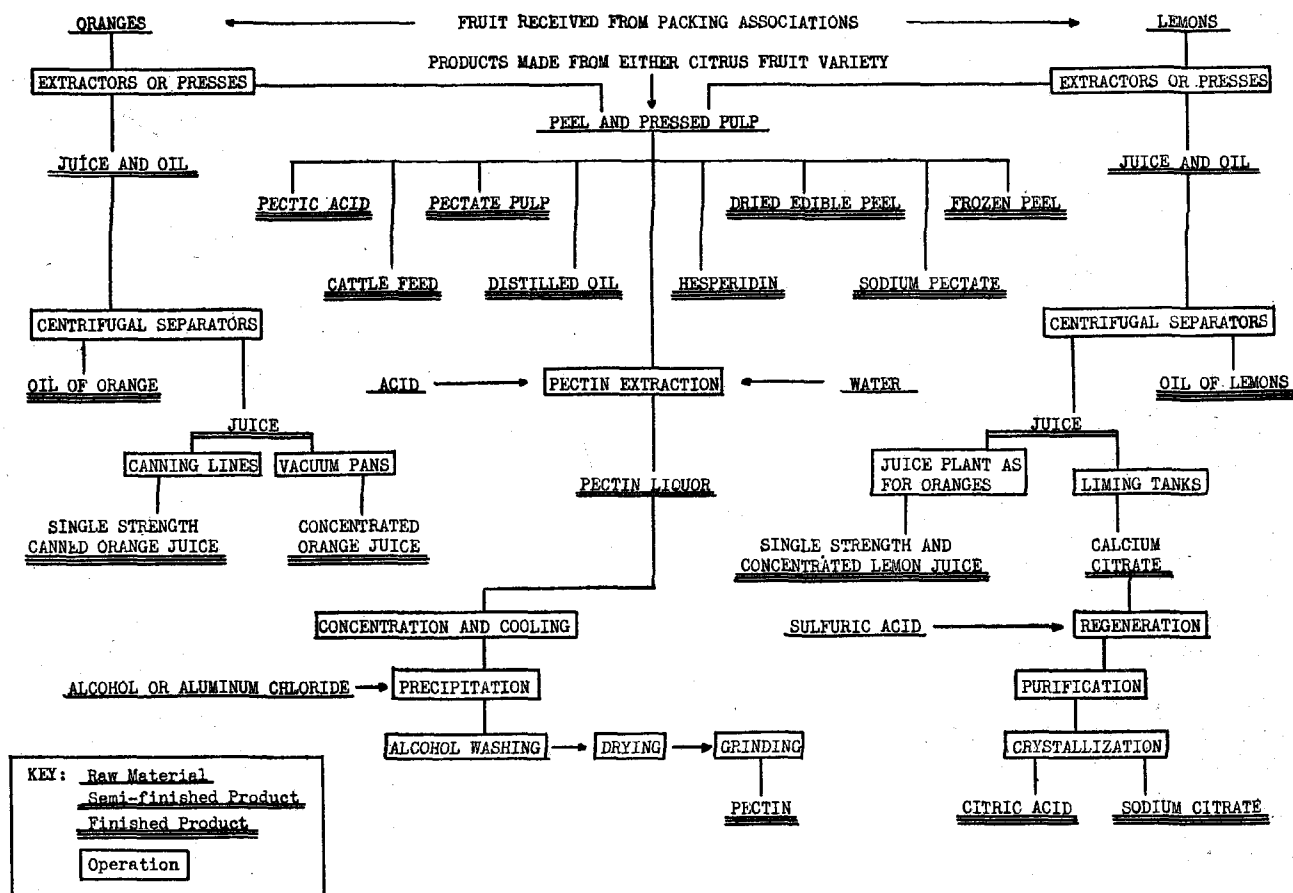 ORANGES
FRUIT RECEIVED FROM PACKING ASSOCIATIONS
LEMONS
PRODUCTS MADE FROM EITHER CITRUS FRUIT VARIETY
EXTRACTORS OR PRESSES
EXTRACTORS OR PRESSES
PEEL AND PRESSED PULP
JUICE AND OIL
JUICE AND OIL
PECTIC ACID
PECTATE PULP
DRIED EDIBLE PEEL
FROZEN PEEL
CATTLE FEED
DISTILLED OIL
HESPERIDIN
SODIUM PECTATE
CENTRIFUGAL SEPARATORS
CENTRIFUGAL SEPARATORS
OIL OF ORANGE
ACID
PECTIN EXTRACTION
WATER
OIL OF LEMONS
JUICE
JUICE
CANNING LINES
VACUUM PANS
PECTIN LIQUOR
JUICE PLANT AS
FOR ORANGES
LIMING TANKS
SINGLE STRENGTH
CANNED ORANGE JUICE
CONCENTRATED
ORANGE JUICE
SINGLE STRENGTH AND
CONCENTRATED LEMON JUICE
CALCIUM
CITRATE
CONCENTRATION AND COOLING
SULFURIC ACID
REGENERATION
ALCOHOL OR ALUMINUM CHLORIDE
PRECIPITATION
PURIFICATION
ALCOHOL WASHING
DRYING
GRINDING
CRYSTALLIZATION
PECTIN
CITRIC ACID
SODIUM CITRATE
KEY: Raw Material
Semi-finished Product
Finished Product
Operation